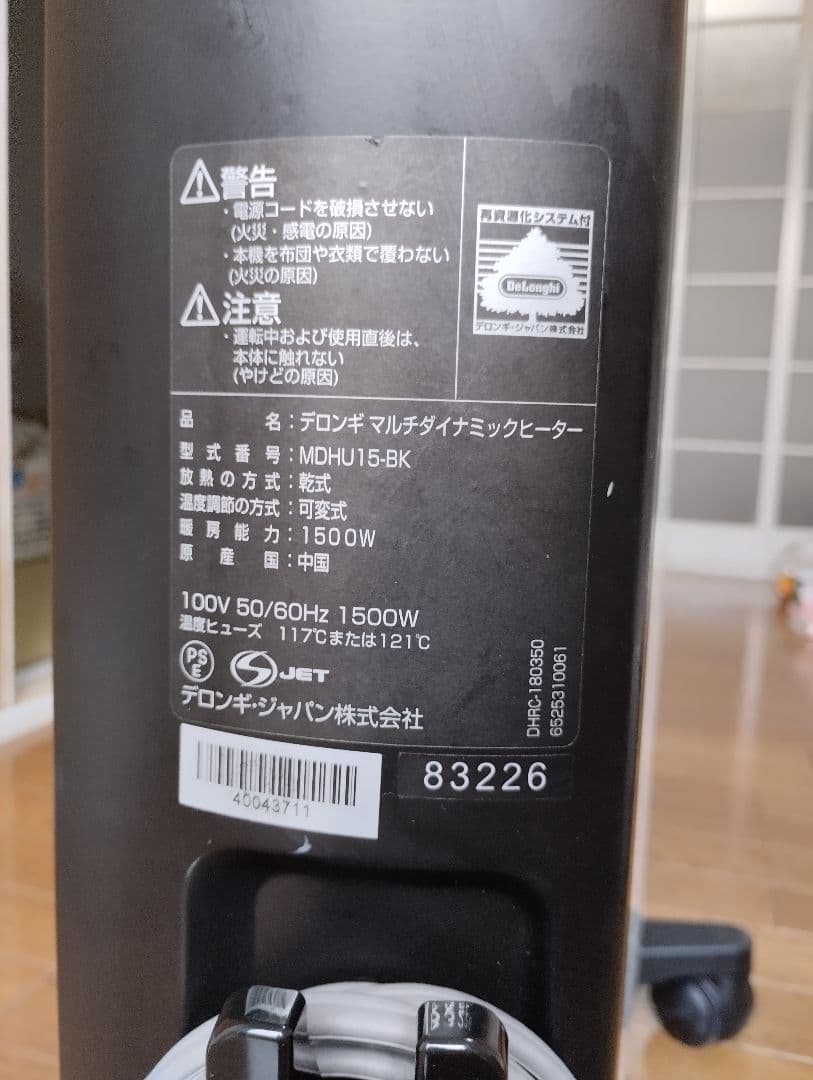 警告
・電源コードを破損させない
(火災・感電の原因)
・本機を布団や衣類で覆わない
(火災の原因)
注意
・運転中および使用直後は、
本体に触れない
(やけどの原因)
再資源化システム付
DeLonghi
デロンギ・ジャパン株式会社
品名：デロンギ マルチダイナミックヒーター
型式番号：MDHU15-BK
放熱の方式：乾式
温度調節の方式：可変式
暖房能力：1500W
原産国：中国
100V 50/60Hz 1500W
温度ヒューズ 117℃または121℃
PS
E
JET
デロンギ・ジャパン株式会社
DHRC-180350
6525310061
40043711
83226